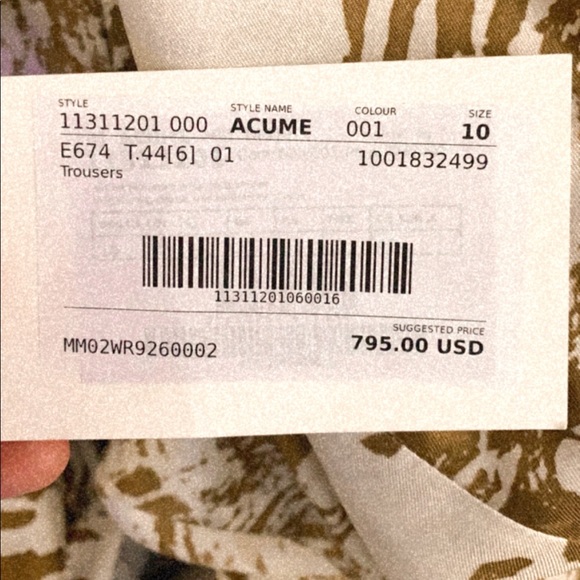 STYLE STYLE NAME COLOUR SIZE
11311201 000 ACUME 001 10
E674 T.44[6] 01 1001832499
Trousers
11311201060016
SUGGESTED PRICE
MM02WR9260002 795.00 USD